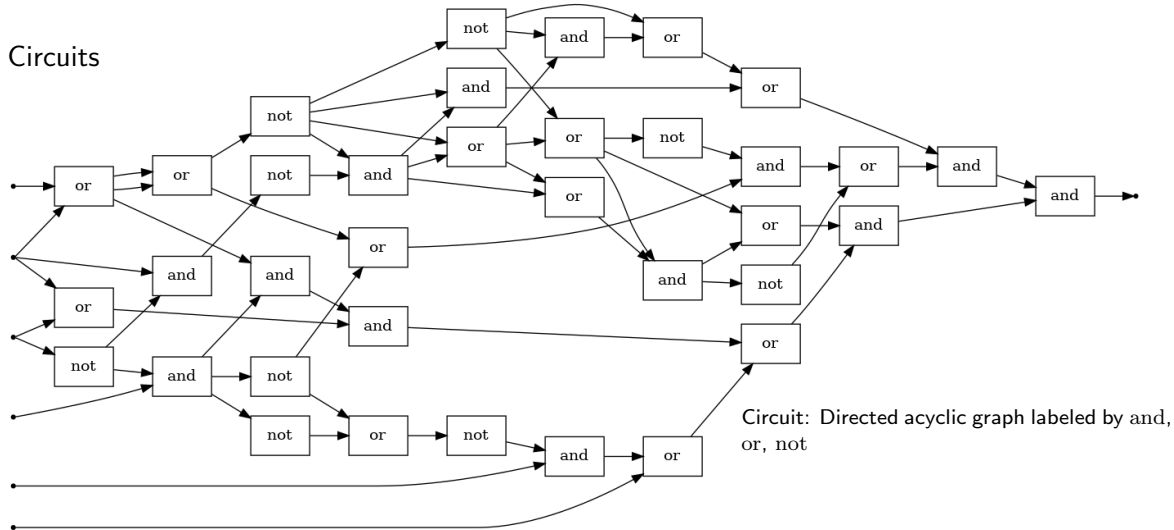 Circuits
not
and or
and or
not
or not
or
and or and
or not and
or
or and
or and
or
and and and
not
or
and
or
not
and not
Circuit: Directed acyclic graph labeled by and,
or, not
not or not
and or